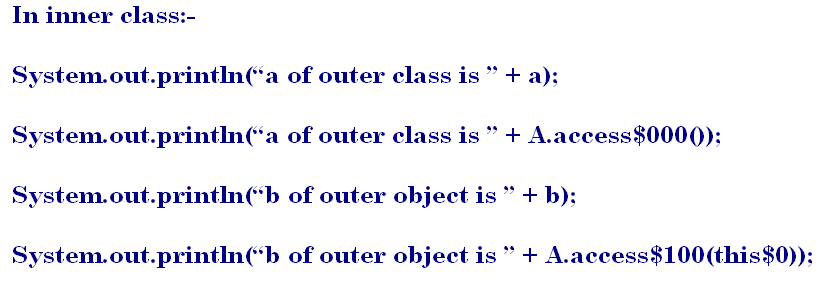 In inner class:-
System.out.println(“a of outer class is ” + a);
System.out.println(“a of outer class is ” + A.access$000());
System.out.println(“b of outer object is ” + b);
System.out.println(“b of outer object is ” + A.access$100(this$0));